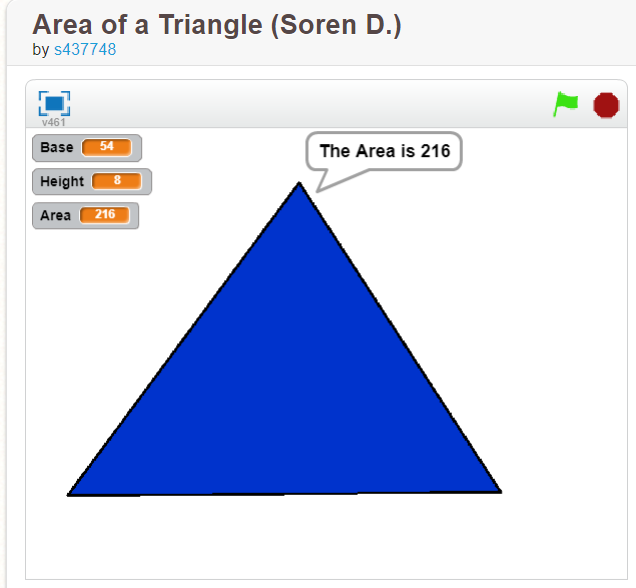 Area of a Triangle (Soren D.)
by s437748
v461
Base 54
The Area is 216
Height 8
Area 216